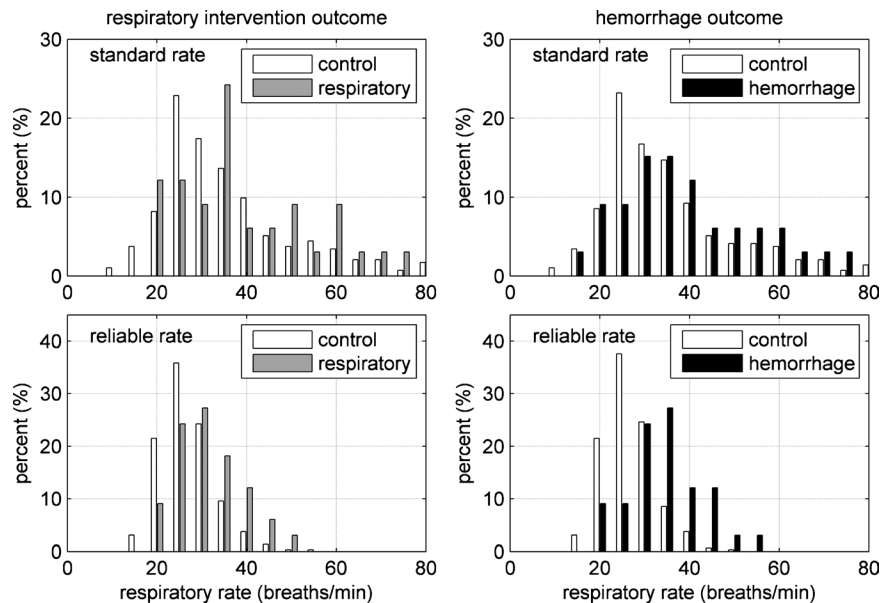 respiratory intervention outcome
hemorrhage outcome
30
20
10
0
percent (%)
standard rate
control
respiratory
0 20 40 60 80
30
20
10
0
percent (%)
standard rate
control
hemorrhage
0 20 40 60 80
40
30
20
10
0
percent (%)
reliable rate
control
respiratory
0 20 40 60 80
respiratory rate (breaths/min)
40
30
20
10
0
percent (%)
reliable rate
control
hemorrhage
0 20 40 60 80
respiratory rate (breaths/min)